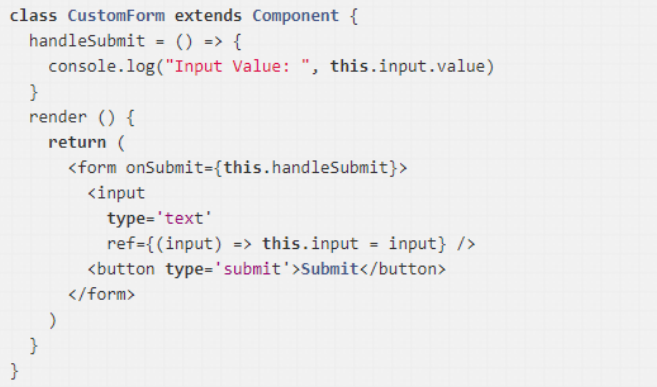 class CustomForm extends Component {
  handleSubmit = () => {
    console.log("Input Value: ", this.input.value)
  }
  render () {
    return (
      <form onSubmit={this.handleSubmit}>
        <input
          type='text'
          ref={(input) => this.input = input} />
        <button type='submit'>Submit</button>
      </form>
    )
  }
}